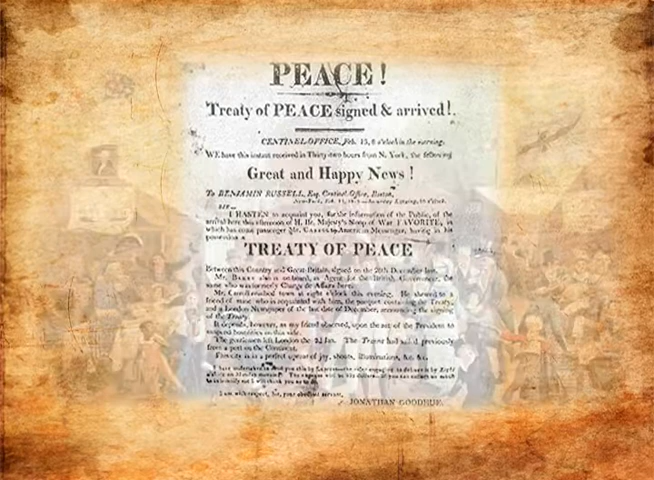 PEACE!
Treaty of PEACE signed & arrived!
CENTINEL OFFICE, Feb. 13, 8 o'clock in the morning.
WE have this instant received in Thirty-two hours from N. York, the following
Great and Happy News!
To BENJAMIN RUSSELL, Esq. Centinel-Office, Boston,
SIR—
I HASTEN to acquaint you, for the information of the Public, of the
arrival here this afternoon of H. Br. Majesty's Sloop of War FAVORITE, in
which has come passenger Mr. American Messenger, having in his
possession a
TREATY OF PEACE
Between this Country and Great-Britain, signed on the 26th December last.
Mr. also is on board, as Agent for the British Government, the
same who was formerly Charge des Affairs here.
Mr. Carroll reached town at eight o'clock this evening. He shewed to a
friend of mine, who is acquainted with him, the pacquet containing the Treaty,
and a London Newspaper of the last date of December, announcing the signing
of the Treaty.
It depends, however, as my friend observed, upon the act of the President to
suspend hostilities on this side.
The gentlemen left London the 2d Jan. The had sailed previously
from a port on the Continent.
This city is in a perfect uproar of joy, shouts, illuminations, &c. &c.
I have undertaken to send you this by
I am with respect, Sir, your obedient servant,
JONATHAN GOODHUE.